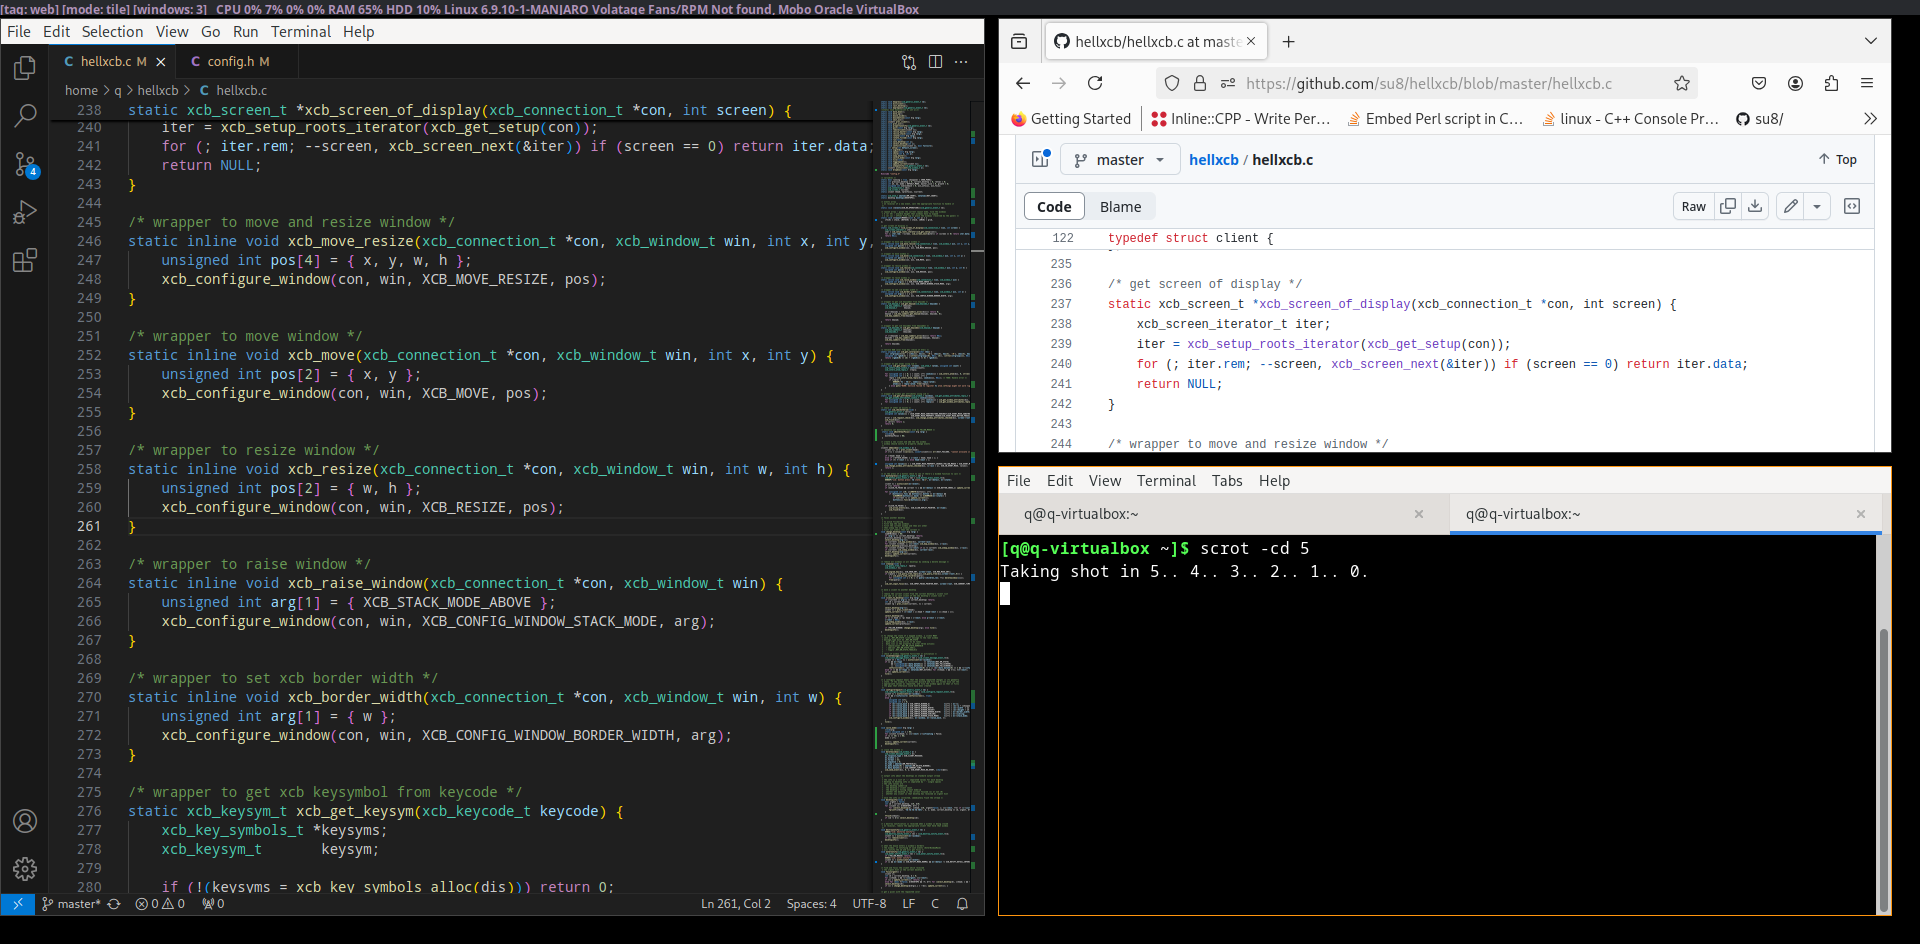 [tag: web] [mode: tile] [windows: 3]   CPU 0% 7% 0% 0% RAM 65% HDD 10% Linux 6.9.10-1-MANJARO Volatage Fans/RPM Not found, Mobo Oracle VirtualBox
File Edit Selection View Go Run Terminal Help
C hellxcb.c M × C config.h M
home > q > hellxcb > C hellxcb.c
238 static xcb_screen_t *xcb_screen_of_display(xcb_connection_t *con, int screen) {
240     iter = xcb_setup_roots_iterator(xcb_get_setup(con));
241     for (; iter.rem; --screen, xcb_screen_next(&iter)) if (screen == 0) return iter.data;
242     return NULL;
243 }
244
245 /* wrapper to move and resize window */
246 static inline void xcb_move_resize(xcb_connection_t *con, xcb_window_t win, int x, int y,
247     unsigned int pos[4] = { x, y, w, h };
248     xcb_configure_window(con, win, XCB_MOVE_RESIZE, pos);
249 }
250
251 /* wrapper to move window */
252 static inline void xcb_move(xcb_connection_t *con, xcb_window_t win, int x, int y) {
253     unsigned int pos[2] = { x, y };
254     xcb_configure_window(con, win, XCB_MOVE, pos);
255 }
256
257 /* wrapper to resize window */
258 static inline void xcb_resize(xcb_connection_t *con, xcb_window_t win, int w, int h) {
259     unsigned int pos[2] = { w, h };
260     xcb_configure_window(con, win, XCB_RESIZE, pos);
261 }
262
263 /* wrapper to raise window */
264 static inline void xcb_raise_window(xcb_connection_t *con, xcb_window_t win) {
265     unsigned int arg[1] = { XCB_STACK_MODE_ABOVE };
266     xcb_configure_window(con, win, XCB_CONFIG_WINDOW_STACK_MODE, arg);
267 }
268
269 /* wrapper to set xcb border width */
270 static inline void xcb_border_width(xcb_connection_t *con, xcb_window_t win, int w) {
271     unsigned int arg[1] = { w };
272     xcb_configure_window(con, win, XCB_CONFIG_WINDOW_BORDER_WIDTH, arg);
273 }
274
275 /* wrapper to get xcb keysymbol from keycode */
276 static xcb_keysym_t xcb_get_keysym(xcb_keycode_t keycode) {
277     xcb_key_symbols_t *keysyms;
278     xcb_keysym_t       keysym;
279
280     if (!(keysyms = xcb_key_symbols_alloc(dis))) return 0;
4
master* 0 0 0 Ln 261, Col 2 Spaces: 4 UTF-8 LF C
hellxcb/hellxcb.c at maste ×
https://github.com/su8/hellxcb/blob/master/hellxcb.c
Getting Started Inline::CPP - Write Per... Embed Perl script in C... linux - C++ Console Pr... su8/
master hellxcb / hellxcb.c Top
Code Blame Raw
122 typedef struct client {
235
236 /* get screen of display */
237 static xcb_screen_t *xcb_screen_of_display(xcb_connection_t *con, int screen) {
238     xcb_screen_iterator_t iter;
239     iter = xcb_setup_roots_iterator(xcb_get_setup(con));
240     for (; iter.rem; --screen, xcb_screen_next(&iter)) if (screen == 0) return iter.data;
241     return NULL;
242 }
243
244 /* wrapper to move and resize window */
File Edit View Terminal Tabs Help
q@q-virtualbox:~ × q@q-virtualbox:~ ×
[q@q-virtualbox ~]$ scrot -cd 5
Taking shot in 5.. 4.. 3.. 2.. 1.. 0.